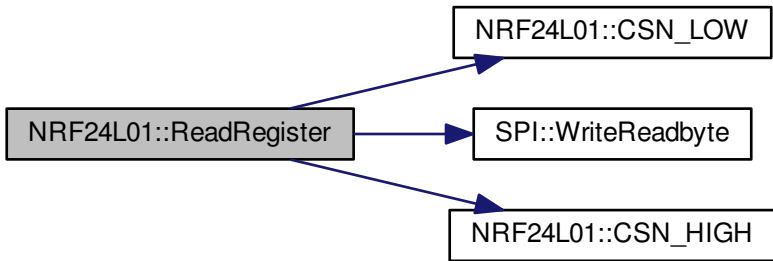 NRF24L01::CSN_LOW
NRF24L01::ReadRegister
SPI::WriteReadbyte
NRF24L01::CSN_HIGH